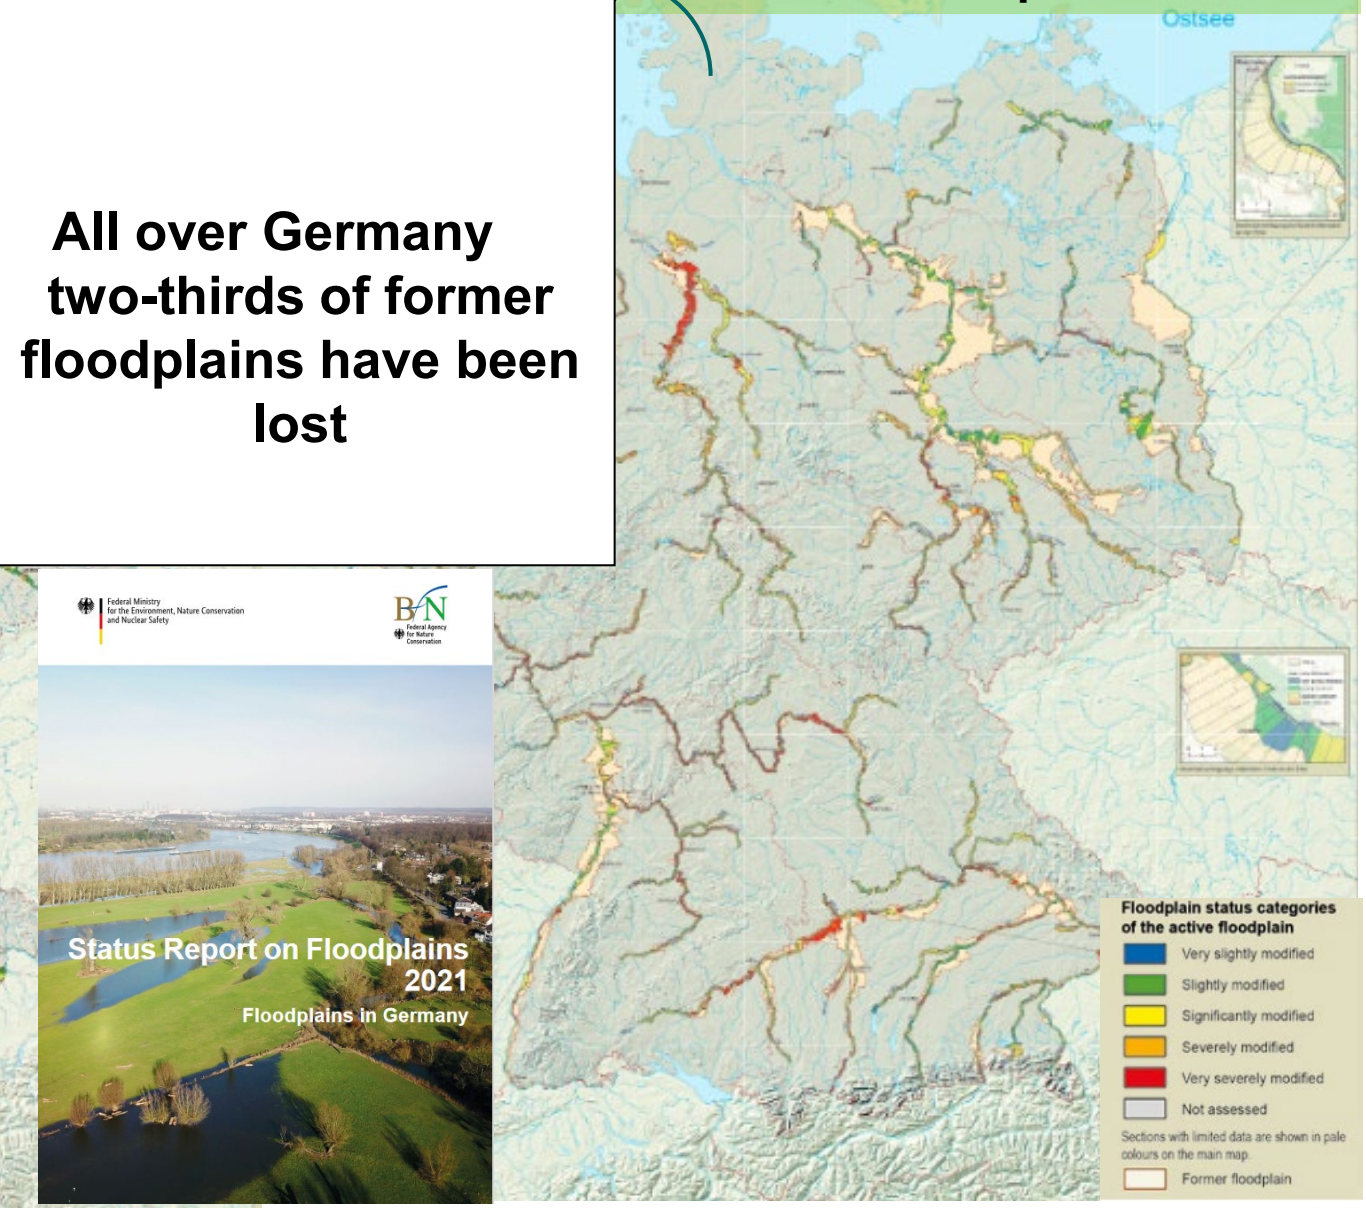 Ostsee
All over Germany
two-thirds of former
floodplains have been
lost
Federal Ministry
for the Environment, Nature Conservation
and Nuclear Safety
BfN
Federal Agency
for Nature
Conservation
Status Report on Floodplains
2021
Floodplains in Germany
Floodplain status categories
of the active floodplain
Very slightly modified
Slightly modified
Significantly modified
Severely modified
Very severely modified
Not assessed
Sections with limited data are shown in pale
colours on the main map.
Former floodplain